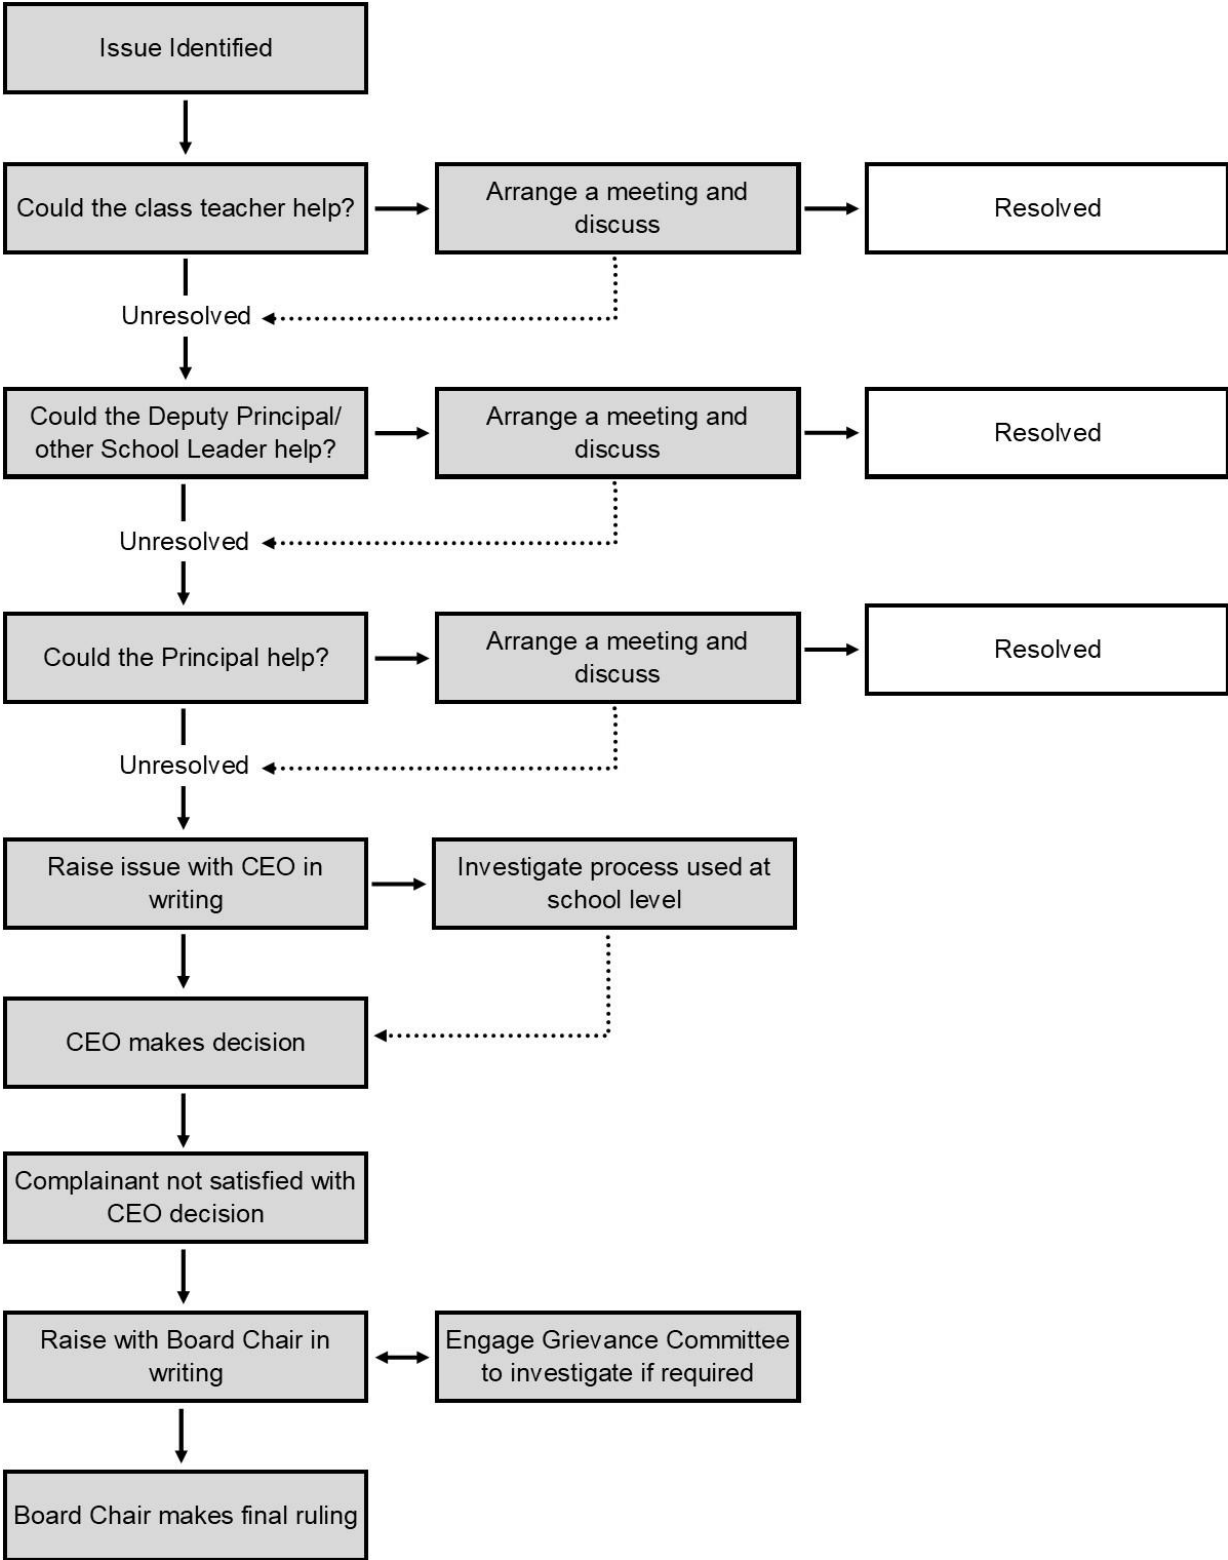 Issue Identified
Could the class teacher help?
Arrange a meeting and
discuss
Resolved
Unresolved
Could the Deputy Principal/
other School Leader help?
Arrange a meeting and
discuss
Resolved
Unresolved
Could the Principal help?
Arrange a meeting and
discuss
Resolved
Unresolved
Raise issue with CEO in
writing
Investigate process used at
school level
CEO makes decision
Complainant not satisfied with
CEO decision
Raise with Board Chair in
writing
Engage Grievance Committee
to investigate if required
Board Chair makes final ruling